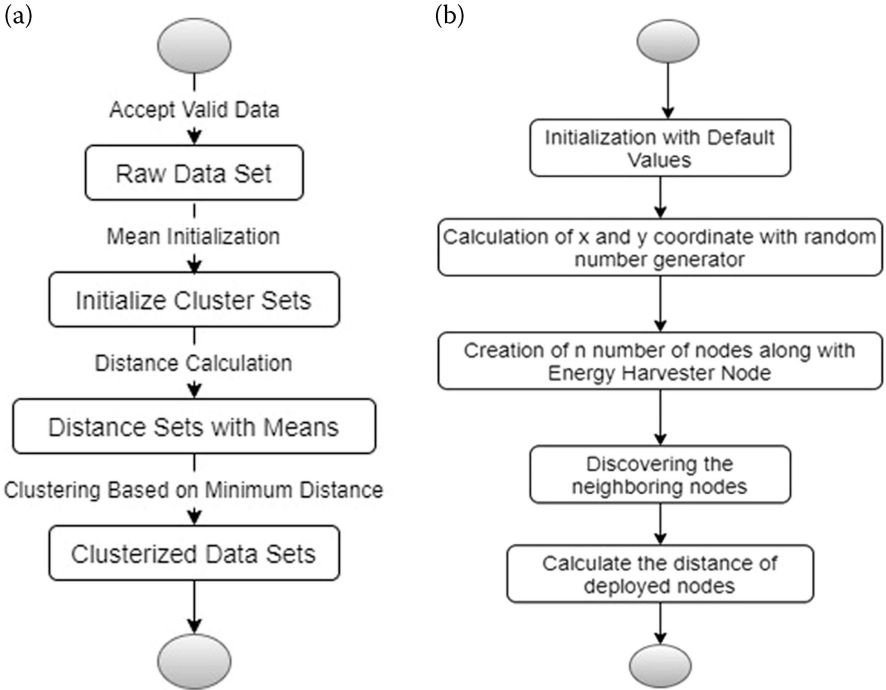 (a)
Accept Valid Data
Raw Data Set
Mean Initialization
Initialize Cluster Sets
Distance Calculation
Distance Sets with Means
Clustering Based on Minimum Distance
Clusterized Data Sets
(b)
Initialization with Default
Values
Calculation of x and y coordinate with random
number generator
Creation of n number of nodes along with
Energy Harvester Node
Discovering the
neighboring nodes
Calculate the distance of
deployed nodes